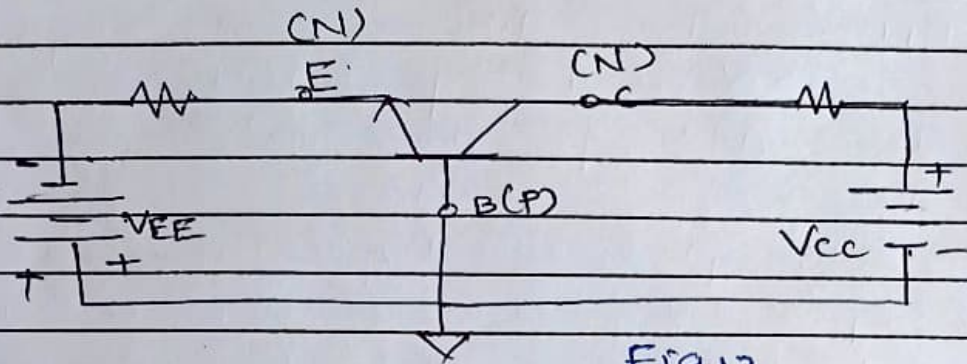 (N)
E.
(N)
C
-
+
B(P)
VEE
VCC
-
+
+